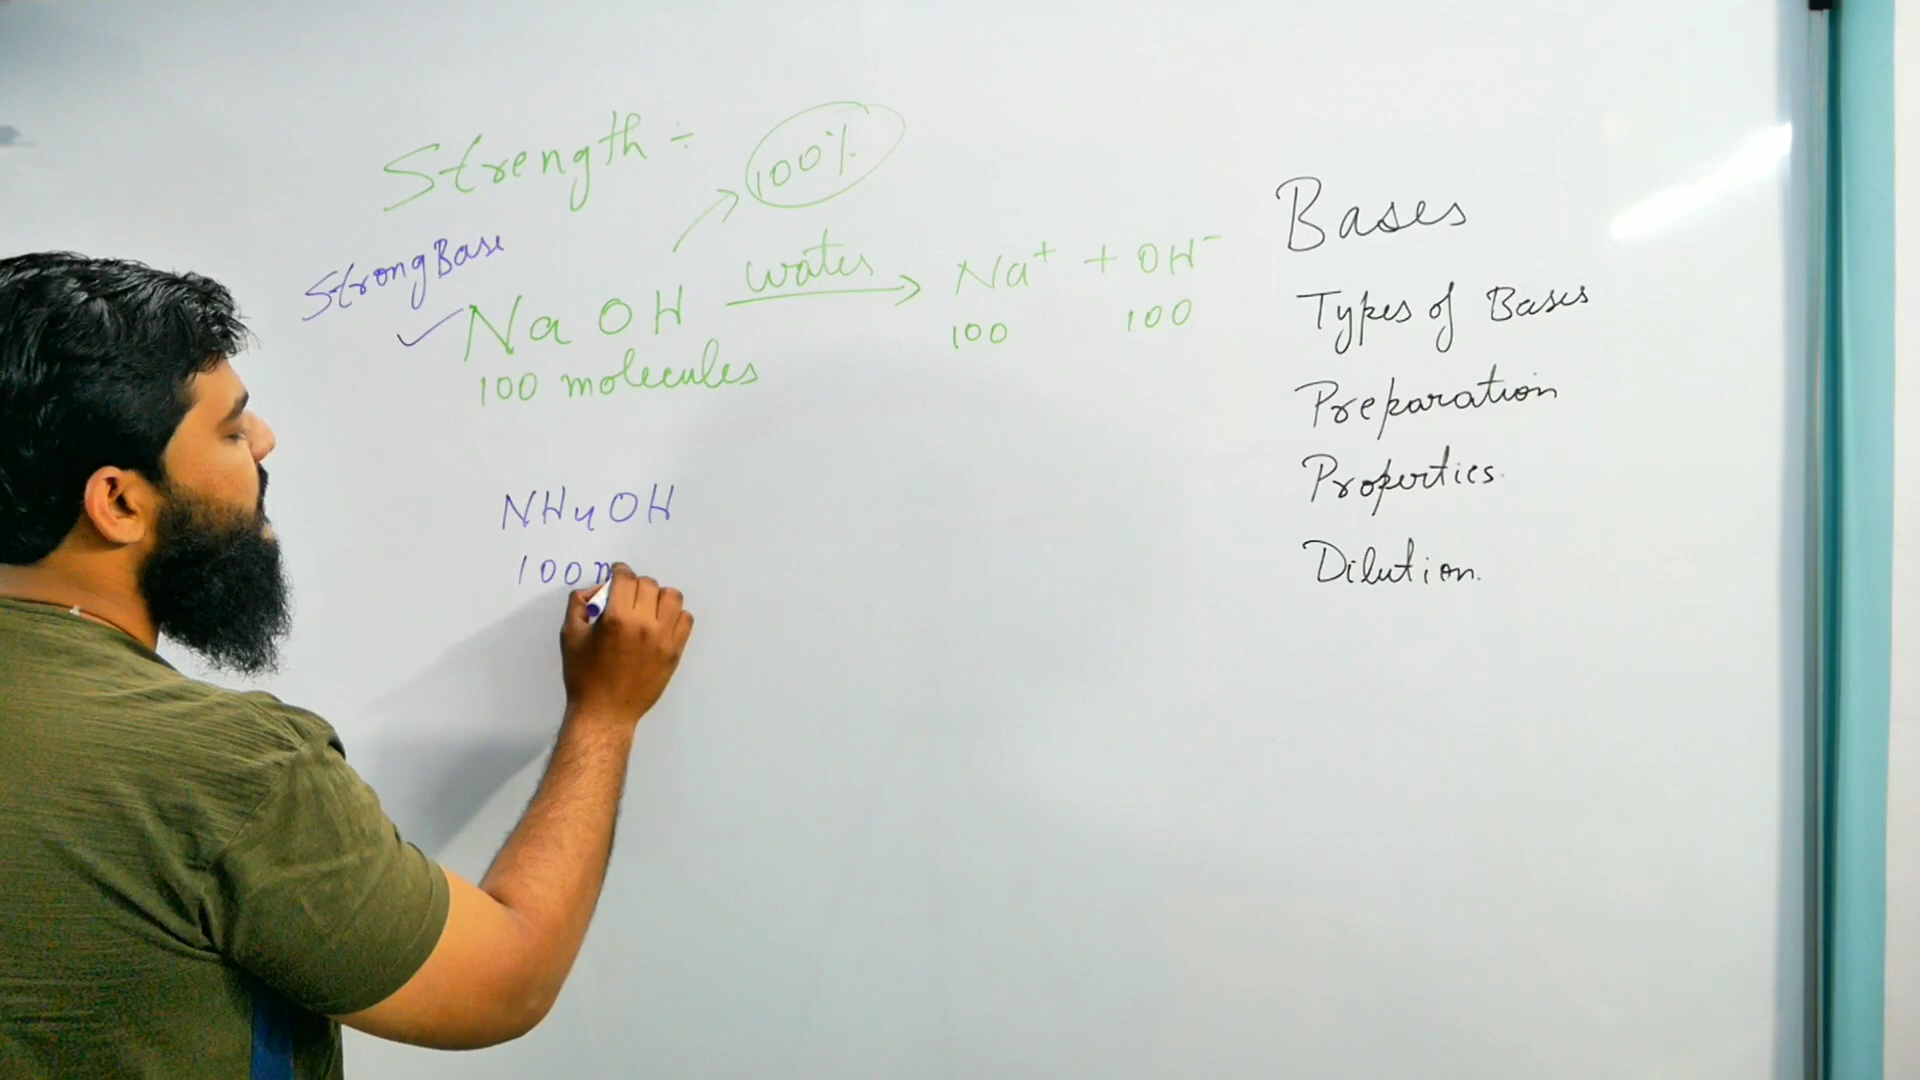 Strength ÷
100%
Strong Base
NaOH water → Na⁺ + OH⁻
100 molecules 100 100
NH4OH
100 m
Bases
Types of Bases
Preparation
Properties.
Dilution.